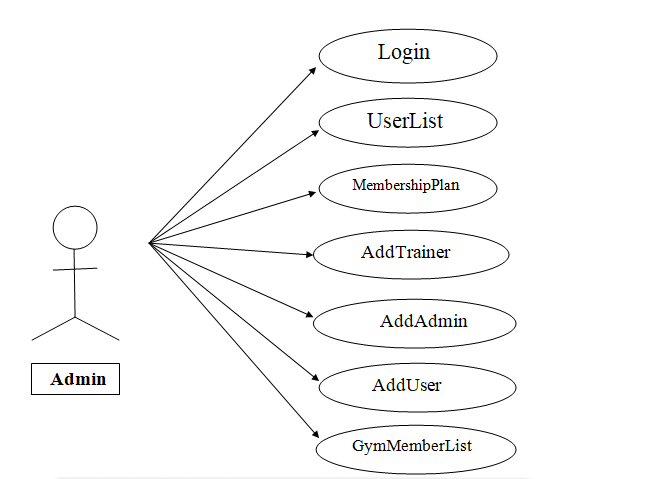 Login
UserList
MembershipPlan
AddTrainer
AddAdmin
Admin
AddUser
GymMemberList